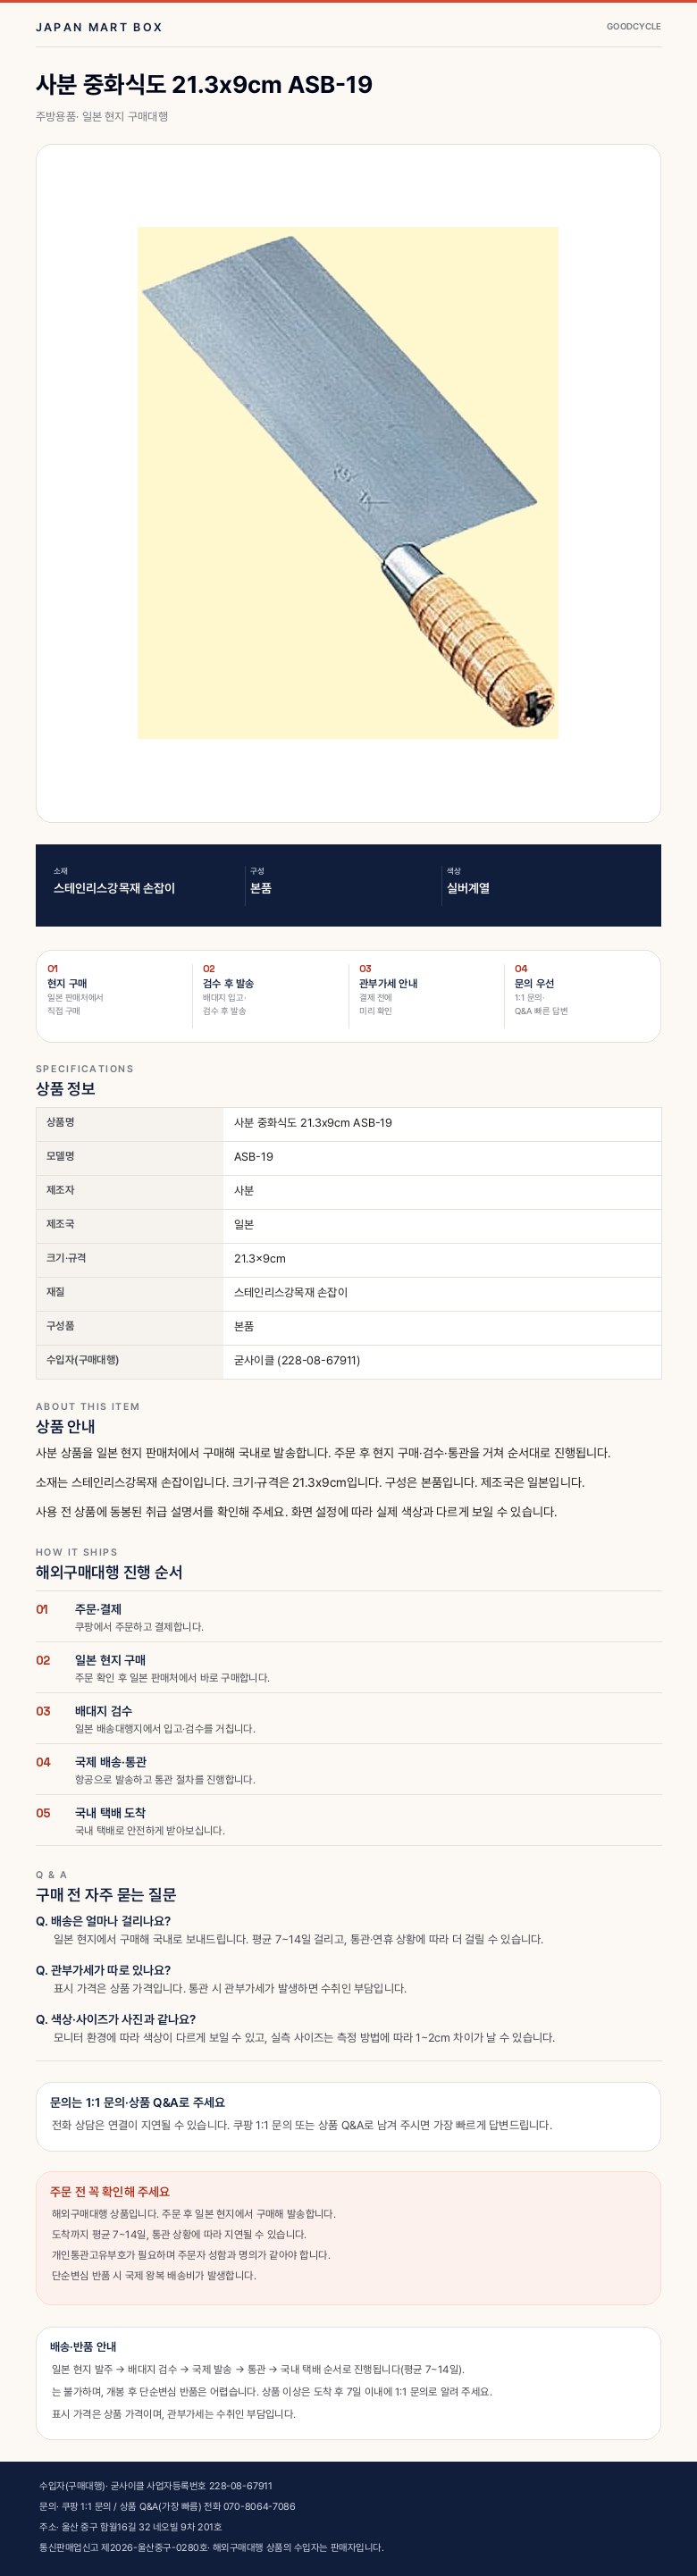 JAPAN MART BOX
GOODCYCLE
사분 중화식도 21.3x9cm ASB-19
주방용품· 일본 현지 구매대행
소재
스테인리스강목재 손잡이
구성
본품
색상
실버계열
01
현지 구매
일본 판매처에서
직접 구매
02
검수 후 발송
배대지 입고·
검수 후 발송
03
관부가세 안내
결제 전에
미리 확인
04
문의 우선
1:1 문의·
Q&A 빠른 답변
SPECIFICATIONS
상품 정보
상품명 사분 중화식도 21.3x9cm ASB-19
모델명 ASB-19
제조자 사분
제조국 일본
크기·규격 21.3×9cm
재질 스테인리스강목재 손잡이
구성품 본품
수입자(구매대행) 굳사이클 (228-08-67911)
ABOUT THIS ITEM
상품 안내
사분 상품을 일본 현지 판매처에서 구매해 국내로 발송합니다. 주문 후 현지 구매·검수·통관을 거쳐 순서대로 진행됩니다.
소재는 스테인리스강목재 손잡이입니다. 크기·규격은 21.3x9cm입니다. 구성은 본품입니다. 제조국은 일본입니다.
사용 전 상품에 동봉된 취급 설명서를 확인해 주세요. 화면 설정에 따라 실제 색상과 다르게 보일 수 있습니다.
HOW IT SHIPS
해외구매대행 진행 순서
01 주문·결제
쿠팡에서 주문하고 결제합니다.
02 일본 현지 구매
주문 확인 후 일본 판매처에서 바로 구매합니다.
03 배대지 검수
일본 배송대행지에서 입고·검수를 거칩니다.
04 국제 배송·통관
항공으로 발송하고 통관 절차를 진행합니다.
05 국내 택배 도착
국내 택배로 안전하게 받아보십니다.
Q & A
구매 전 자주 묻는 질문
Q. 배송은 얼마나 걸리나요?
일본 현지에서 구매해 국내로 보내드립니다. 평균 7~14일 걸리고, 통관·연휴 상황에 따라 더 걸릴 수 있습니다.
Q. 관부가세가 따로 있나요?
표시 가격은 상품 가격입니다. 통관 시 관부가세가 발생하면 수취인 부담입니다.
Q. 색상·사이즈가 사진과 같나요?
모니터 환경에 따라 색상이 다르게 보일 수 있고, 실측 사이즈는 측정 방법에 따라 1~2cm 차이가 날 수 있습니다.
문의는 1:1 문의·상품 Q&A로 주세요
전화 상담은 연결이 지연될 수 있습니다. 쿠팡 1:1 문의 또는 상품 Q&A로 남겨 주시면 가장 빠르게 답변드립니다.
주문 전 꼭 확인해 주세요
해외구매대행 상품입니다. 주문 후 일본 현지에서 구매해 발송합니다.
도착까지 평균 7~14일, 통관 상황에 따라 지연될 수 있습니다.
개인통관고유부호가 필요하며 주문자 성함과 명의가 같아야 합니다.
단순변심 반품 시 국제 왕복 배송비가 발생합니다.
배송·반품 안내
일본 현지 발주 → 배대지 검수 → 국제 발송 → 통관 → 국내 택배 순서로 진행됩니다(평균 7~14일).
는 불가하며, 개봉 후 단순변심 반품은 어렵습니다. 상품 이상은 도착 후 7일 이내에 1:1 문의로 알려 주세요.
표시 가격은 상품 가격이며, 관부가세는 수취인 부담입니다.
수입자(구매대행)· 굳사이클 사업자등록번호 228-08-67911
문의· 쿠팡 1:1 문의 / 상품 Q&A(가장 빠름) 전화 070-8064-7086
주소· 울산 중구 함월16길 32 네오빌 9차 201호
통신판매업신고 제2026-울산중구-0280호· 해외구매대행 상품의 수입자는 판매자입니다.